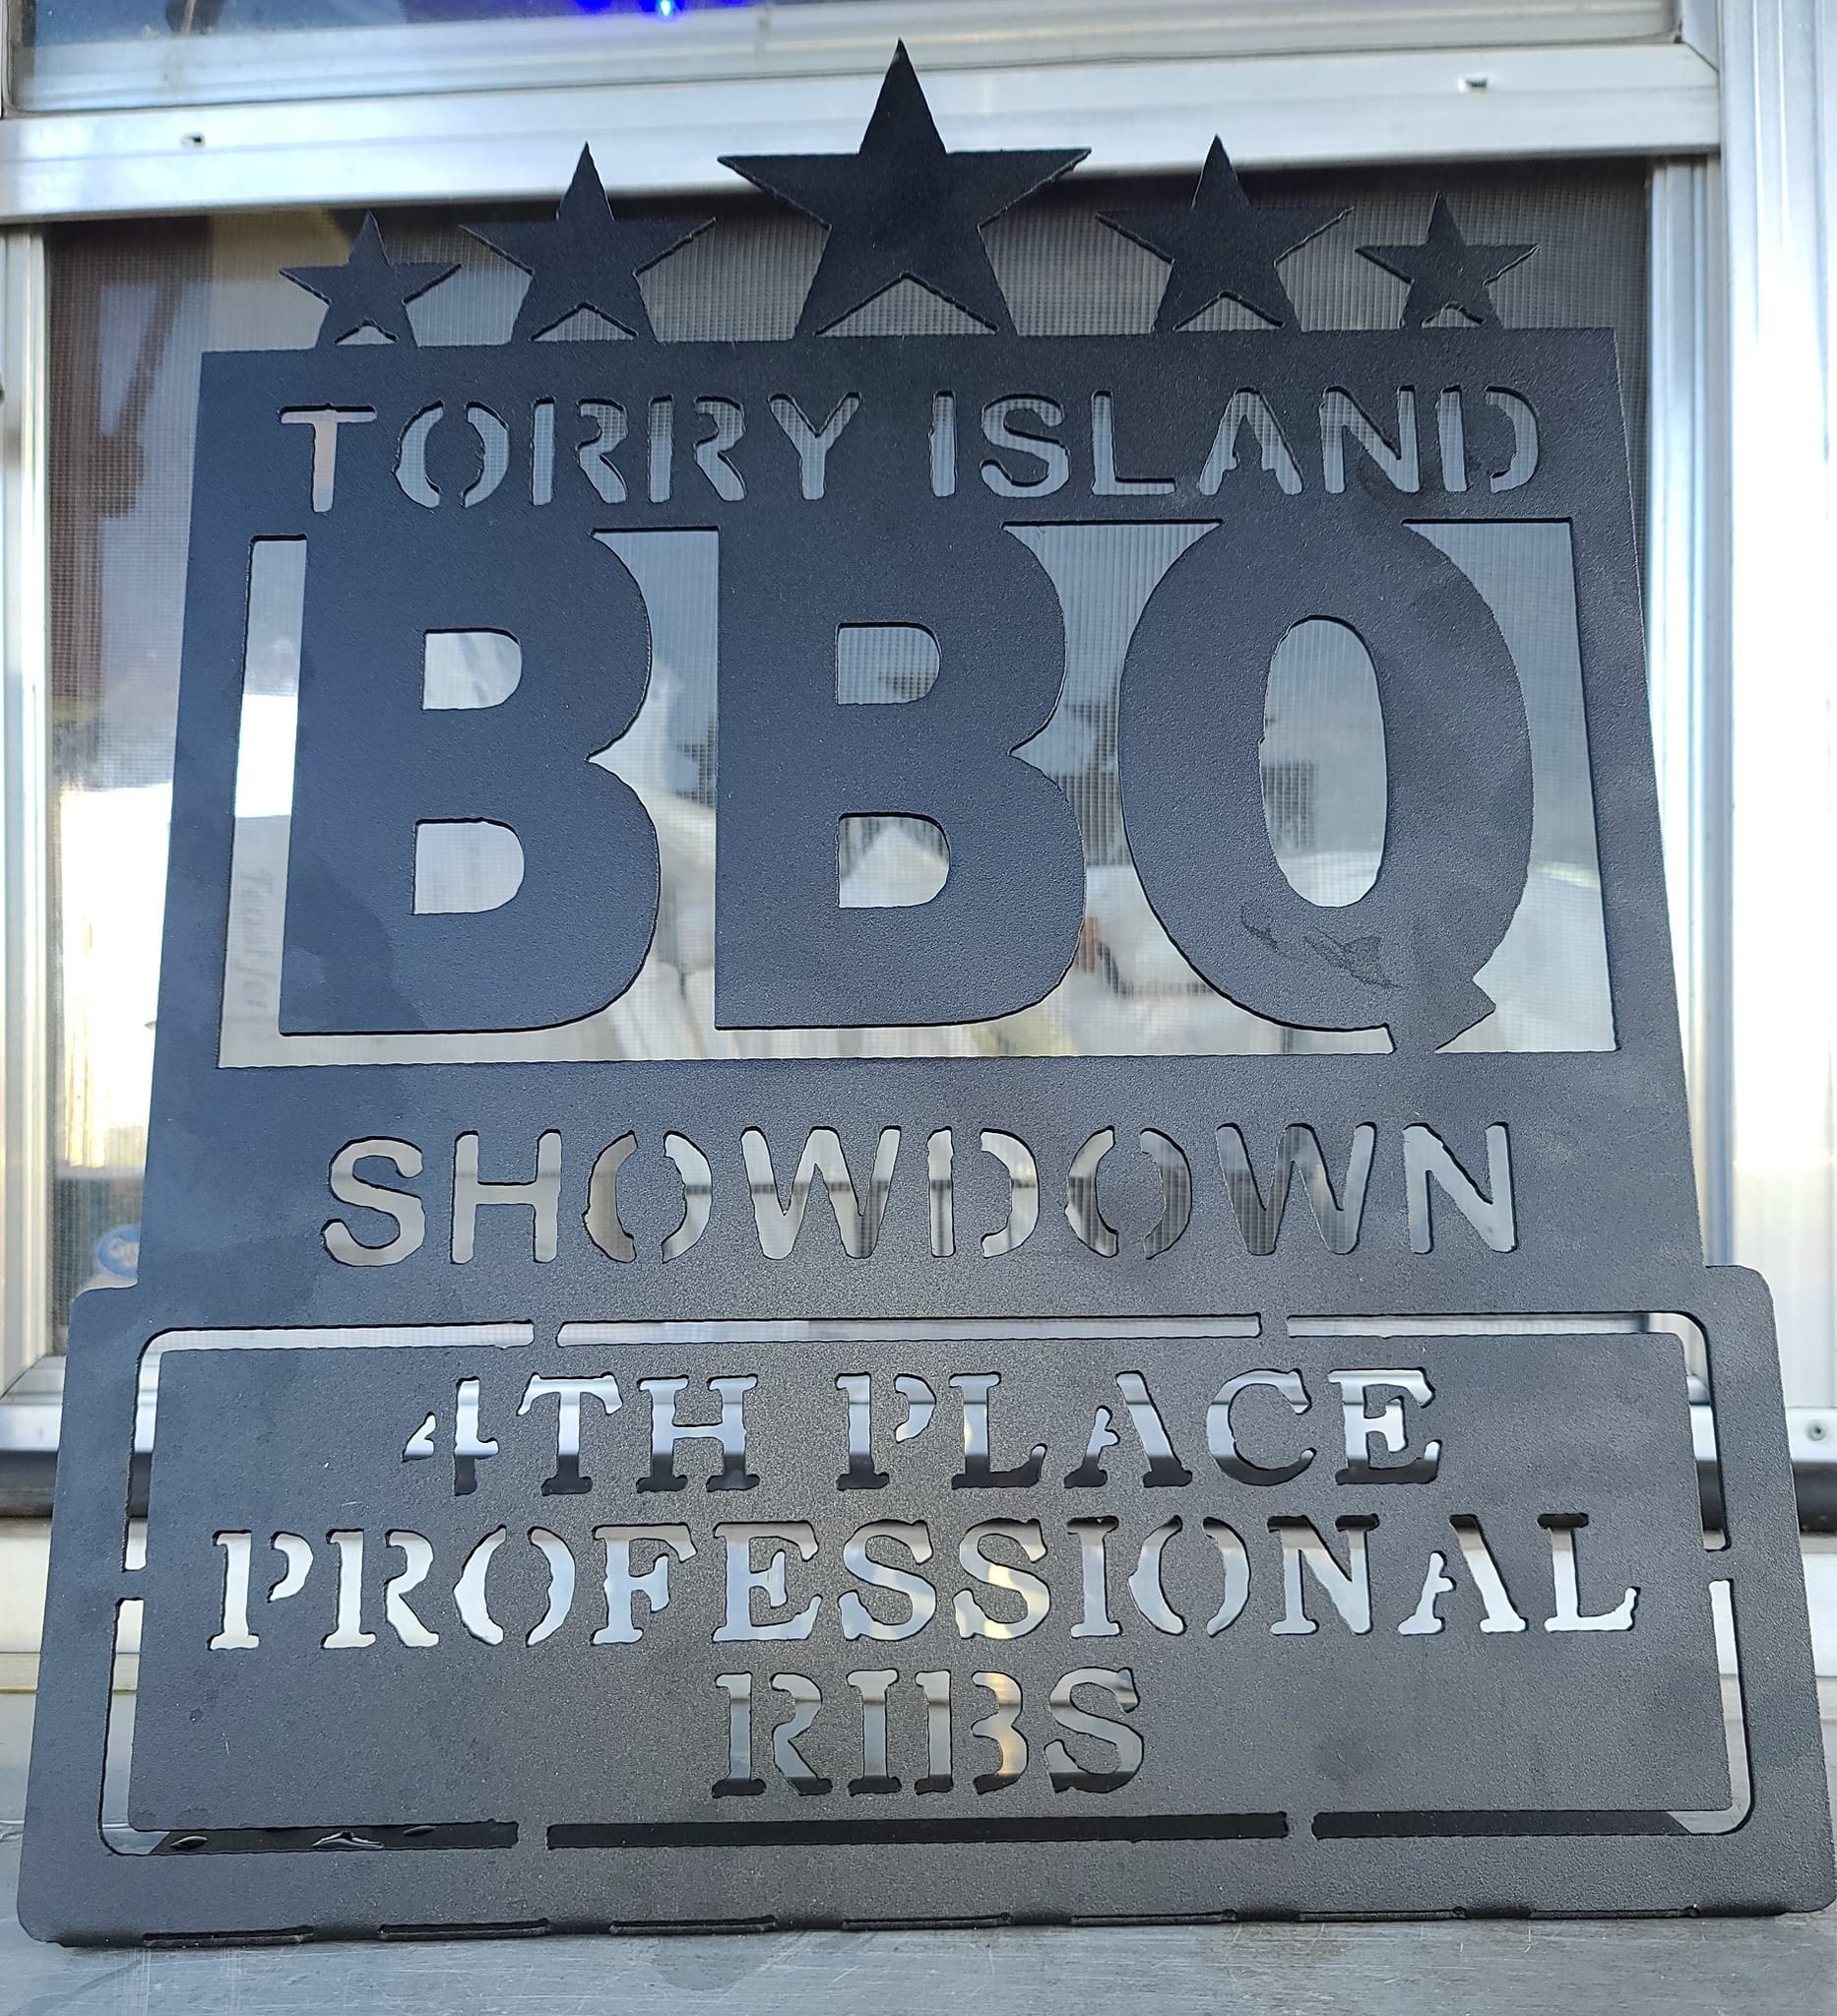 TORRY ISLAND
BBQ
SHOWDOWN
4TH PLACE
PROFESSIONAL
RIBS